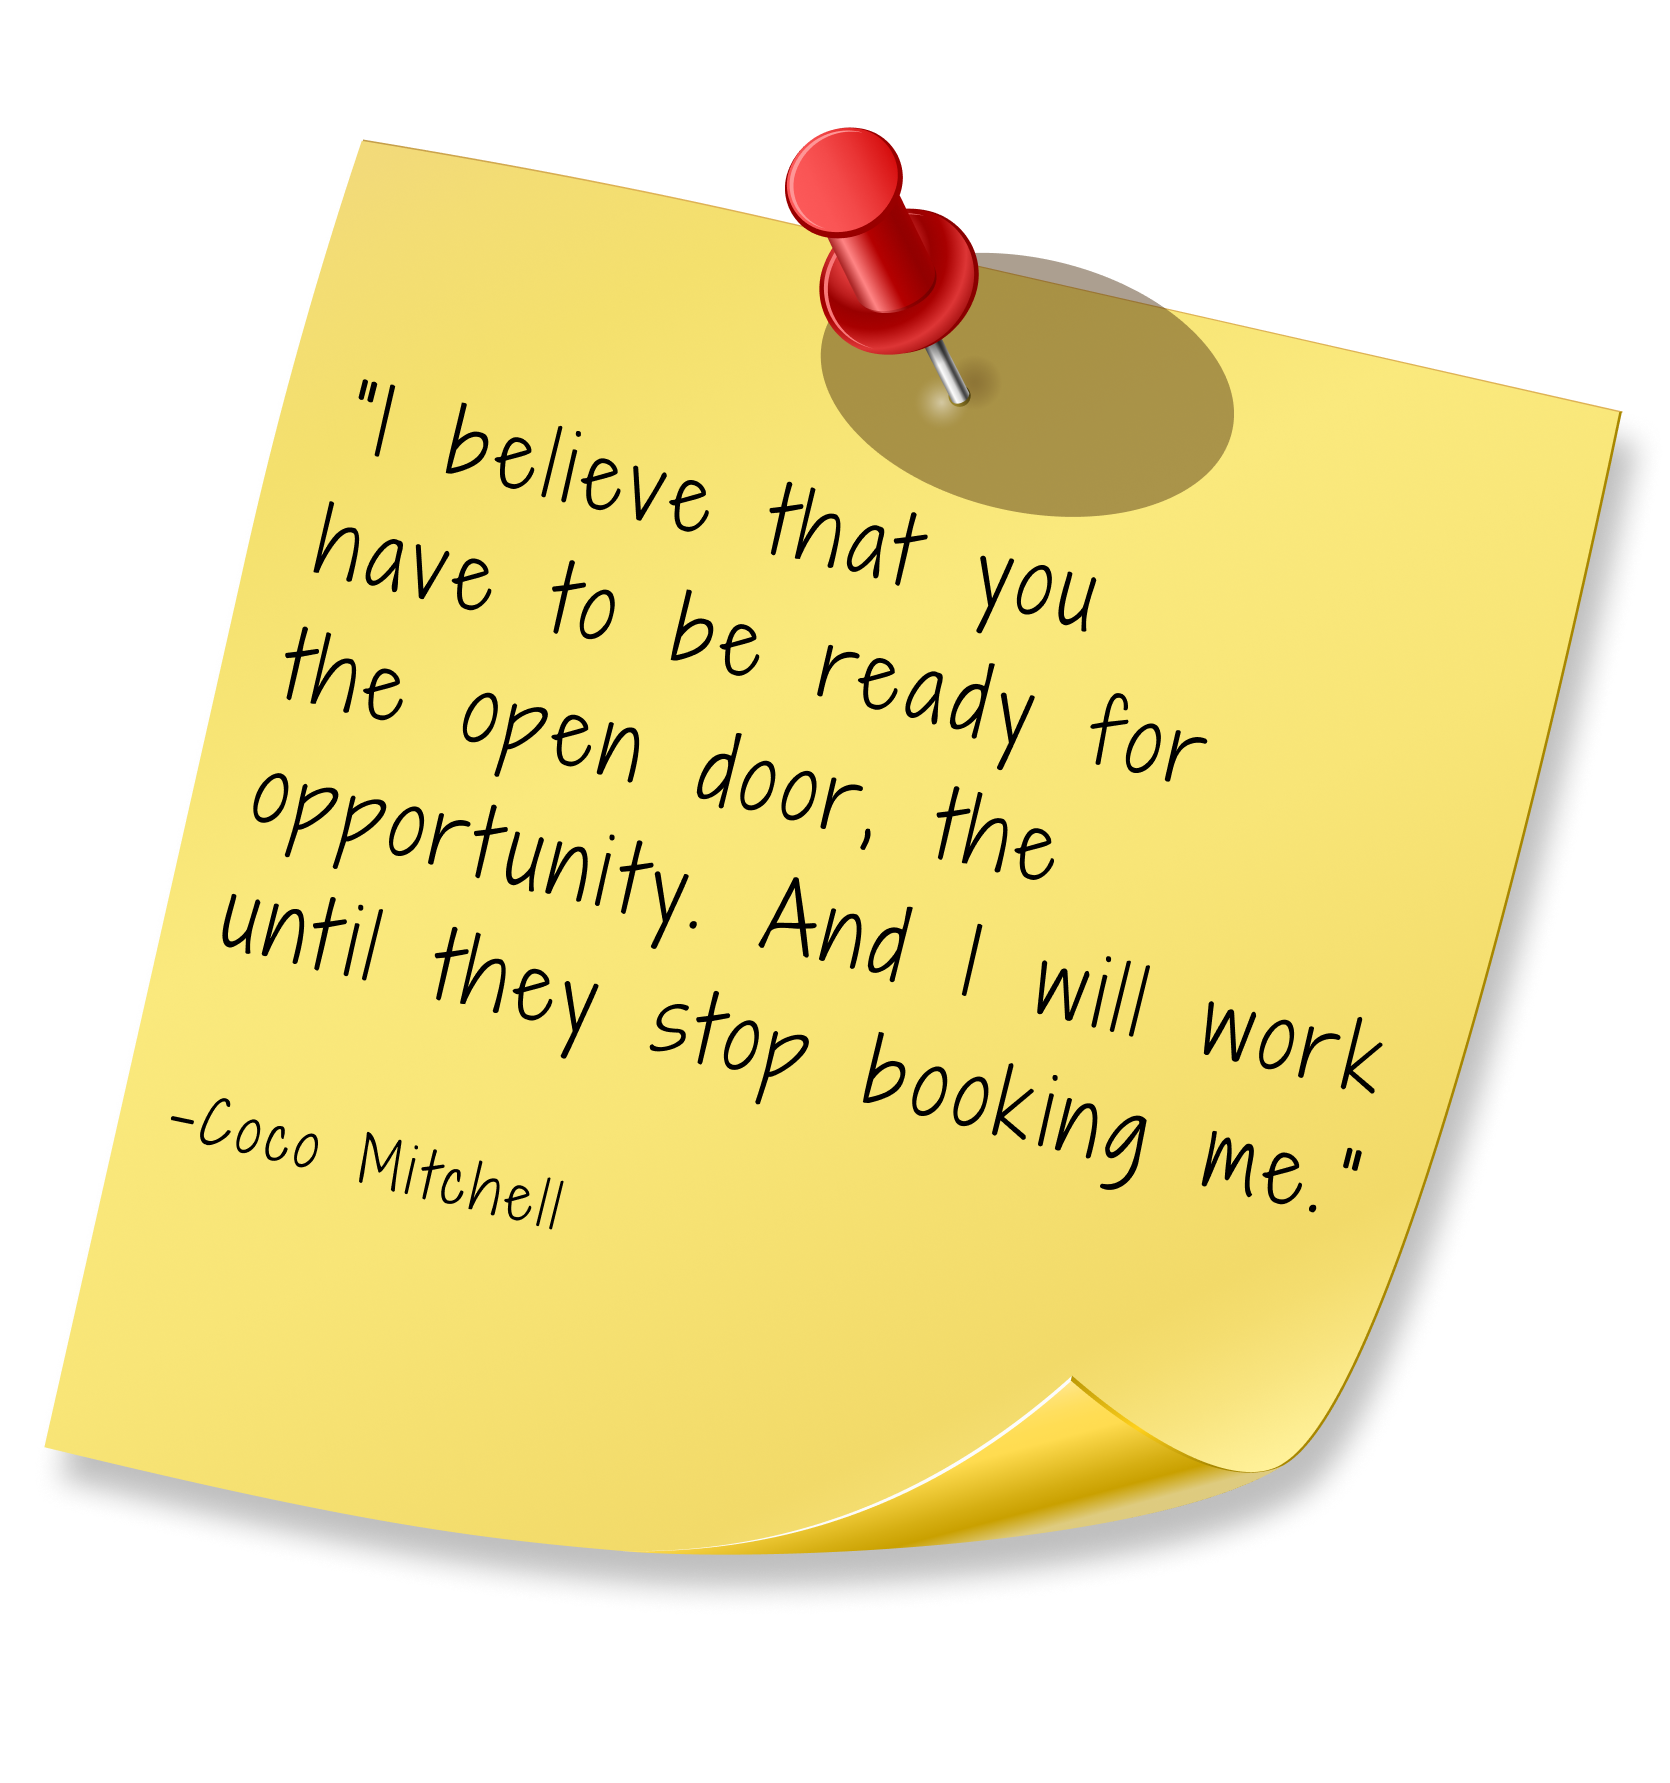 "I believe that you
have to be ready for
the open door, the
opportunity. And I will work
until they stop booking me."
-Coco Mitchell